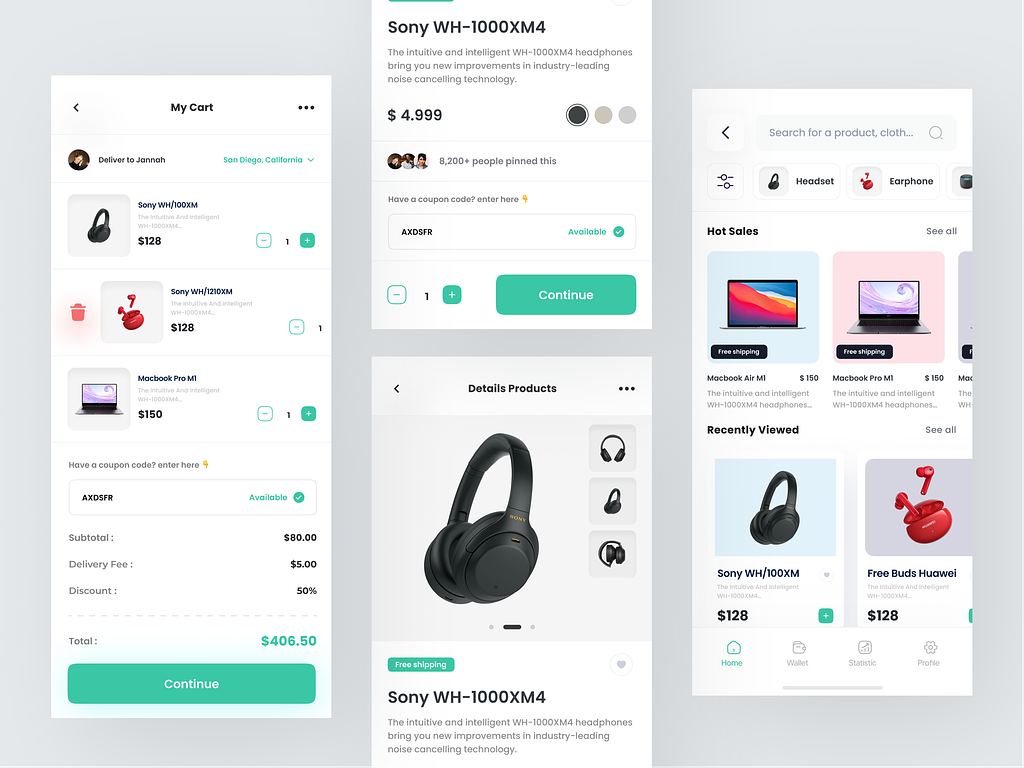 My Cart
Deliver to Jannah
San Diego, California
Sony WH/100XM
The Intuitive And Intelligent
WH-1000XM4...
$128
1
Sony WH/1210XM
The Intuitive And Intelligent
WH-1000XM4...
$128
1
Macbook Pro M1
The Intuitive And Intelligent
WH-1000XM4...
$150
1
Have a coupon code? enter here 👇
AXDSFR
Available
Subtotal :
$80.00
Delivery Fee :
$5.00
Discount :
50%
Total :
$406.50
Continue
Sony WH-1000XM4
The intuitive and intelligent WH-1000XM4 headphones
bring you new improvements in industry-leading
noise cancelling technology.
$ 4.999
8,200+ people pinned this
Have a coupon code? enter here 👇
AXDSFR
Available
1
Continue
Details Products
SONY
Free shipping
Sony WH-1000XM4
The intuitive and intelligent WH-1000XM4 headphones
bring you new improvements in industry-leading
noise cancelling technology.
Search for a product, cloth...
Headset
Earphone
Hot Sales
See all
Free shipping
Free shipping
F
Macbook Air M1
$ 150
Macbook Pro M1
$ 150
Mac
The intuitive and intelligent
WH-1000XM4 headphones...
The intuitive and intelligent
WH-1000XM4 headphones...
The
WH-
Recently Viewed
See all
HUAWEI
Sony WH/100XM
The Intuitive And Intelligent
WH-1000XM4...
$128
Free Buds Huawei
The Intuitive And Intelligent
WH-1000XM4...
$128
Home
Wallet
Statistic
Profile